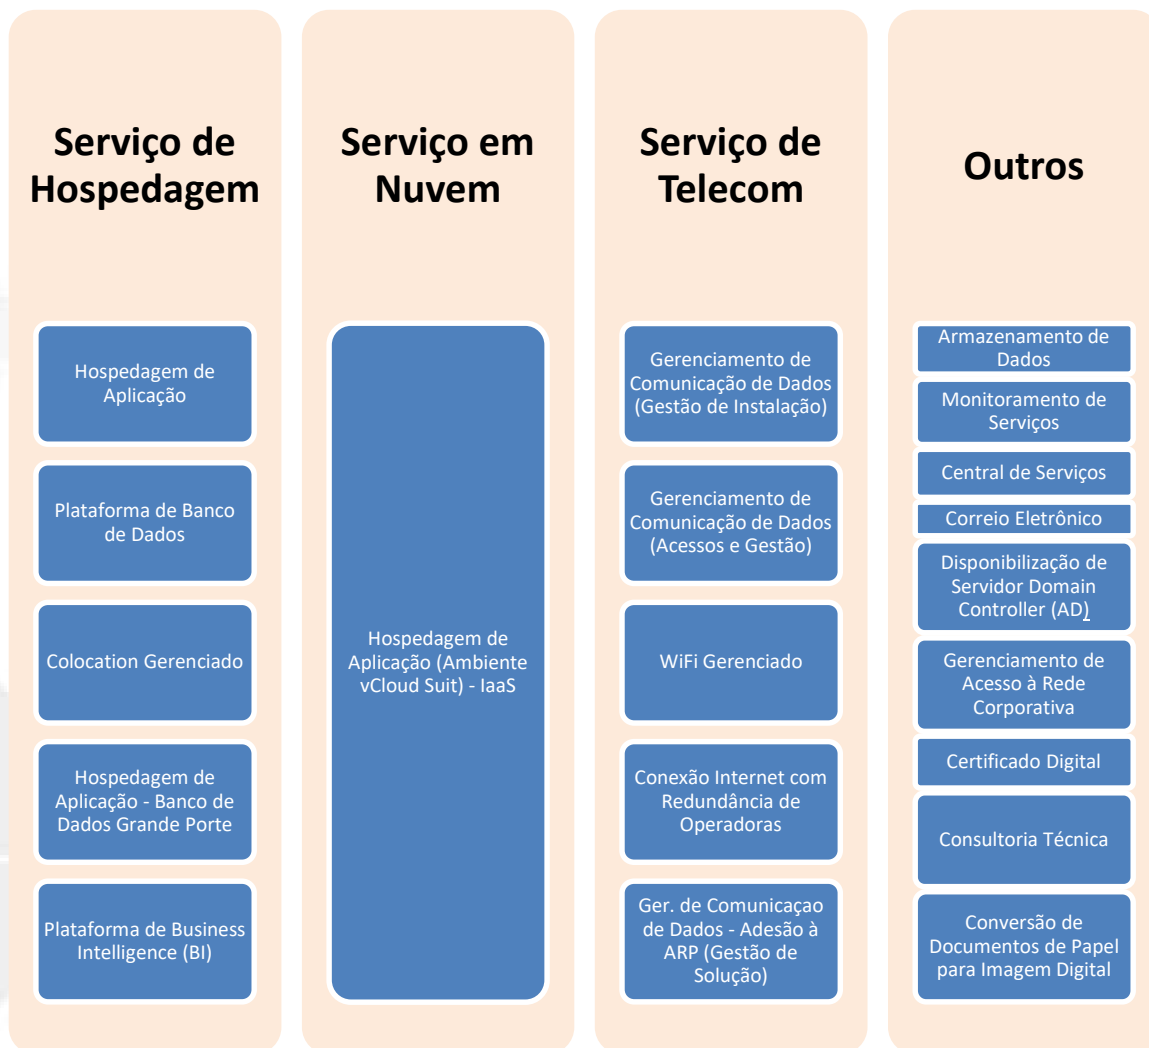 Serviço de
Hospedagem
Hospedagem de
Aplicação
Plataforma de Banco
de Dados
Colocation Gerenciado
Hospedagem de
Aplicação - Banco de
Dados Grande Porte
Plataforma de Business
Intelligence (BI)
Serviço em
Nuvem
Hospedagem de
Aplicação (Ambiente
vCloud Suit) - IaaS
Serviço de
Telecom
Gerenciamento de
Comunicação de Dados
(Gestão de Instalação)
Gerenciamento de
Comunicação de Dados
(Acessos e Gestão)
WiFi Gerenciado
Conexão Internet com
Redundância de
Operadoras
Ger. de Comunicaçao
de Dados - Adesão à
ARP (Gestão de
Solução)
Outros
Armazenamento de
Dados
Monitoramento de
Serviços
Central de Serviços
Correio Eletrônico
Disponibilização de
Servidor Domain
Controller (AD)
Gerenciamento de
Acesso à Rede
Corporativa
Certificado Digital
Consultoria Técnica
Conversão de
Documentos de Papel
para Imagem Digital